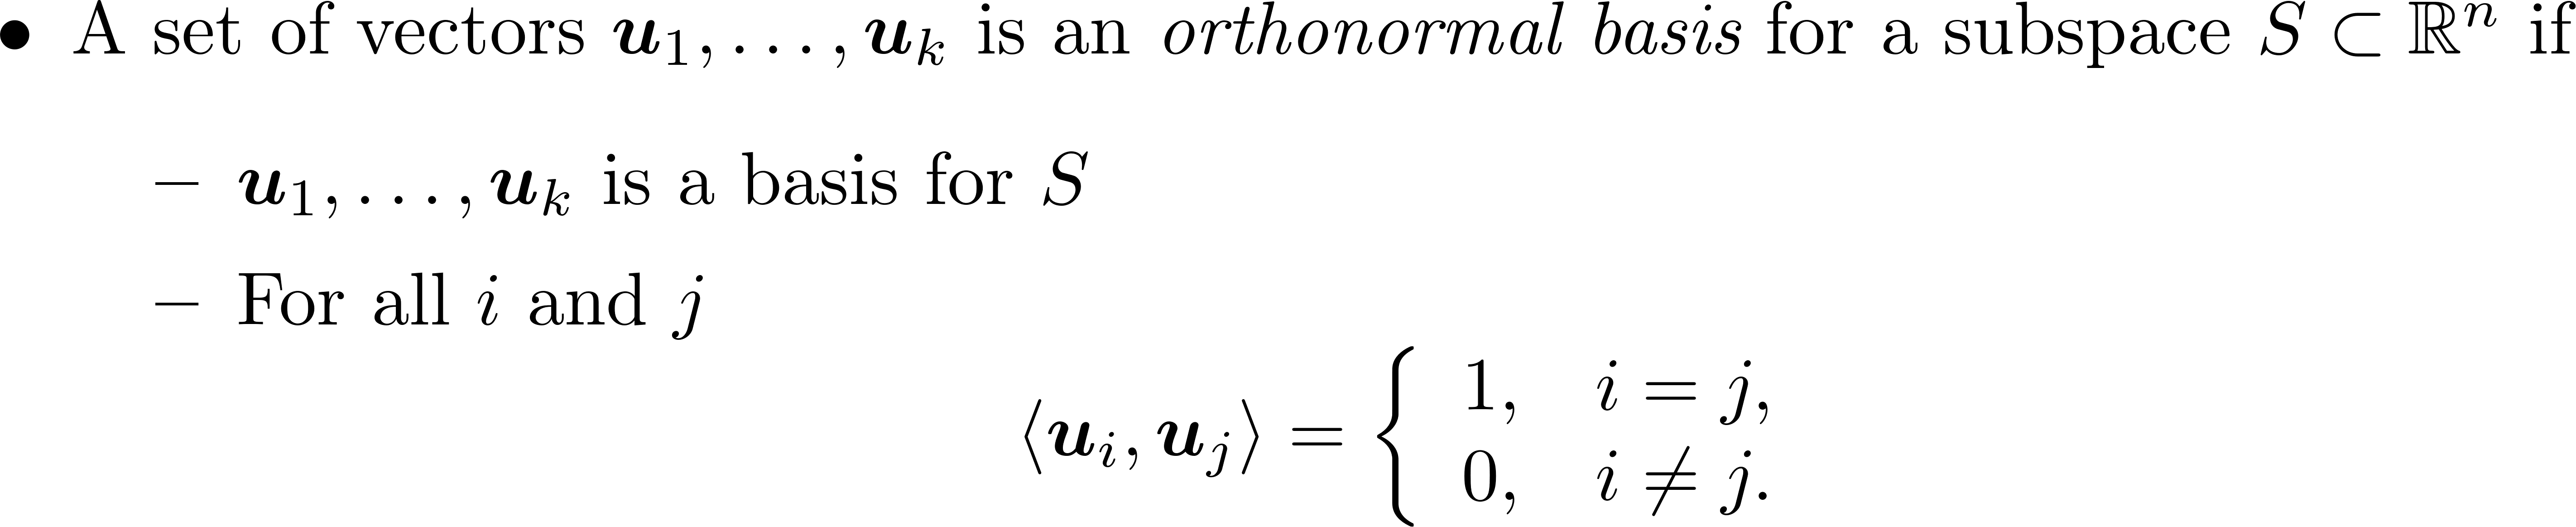 • A set of vectors u₁, . . . , uₖ is an orthonormal basis for a subspace S ⊂ ℝⁿ if
– u₁, . . . , uₖ is a basis for S
– For all i and j
⟨uᵢ, uⱼ⟩ = { 1, i = j,
0, i ≠ j.